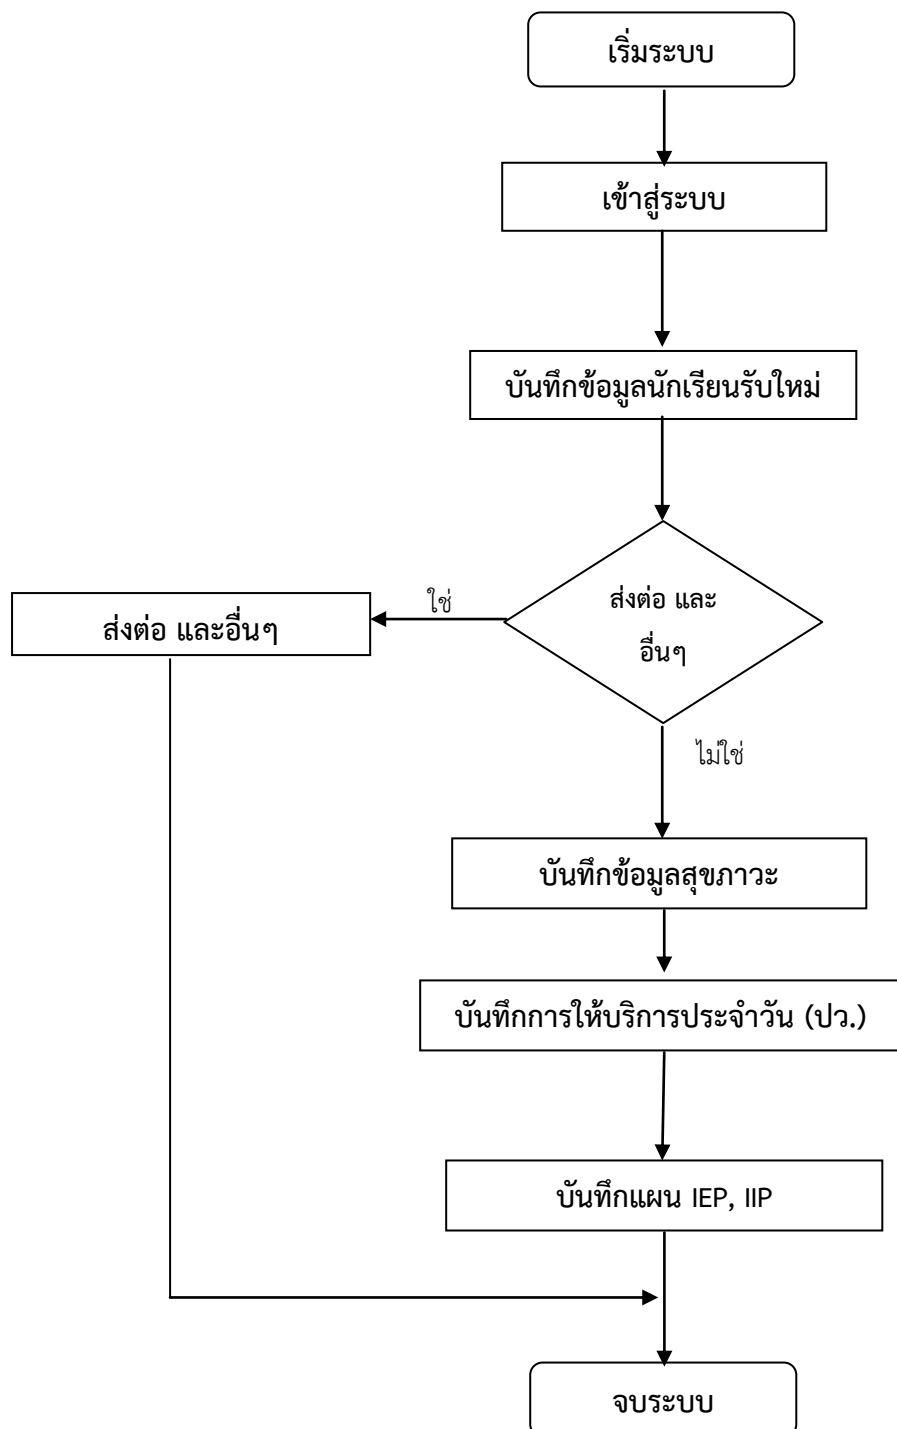 เริ่มระบบ
เข้าสู่ระบบ
บันทึกข้อมูลนักเรียนรับใหม่
ส่งต่อ และ
อื่นๆ
ใช่
ส่งต่อ และอื่นๆ
ไม่ใช่
บันทึกข้อมูลสุขภาวะ
บันทึกการให้บริการประจำวัน (ปว.)
บันทึกแผน IEP, IIP
จบระบบ